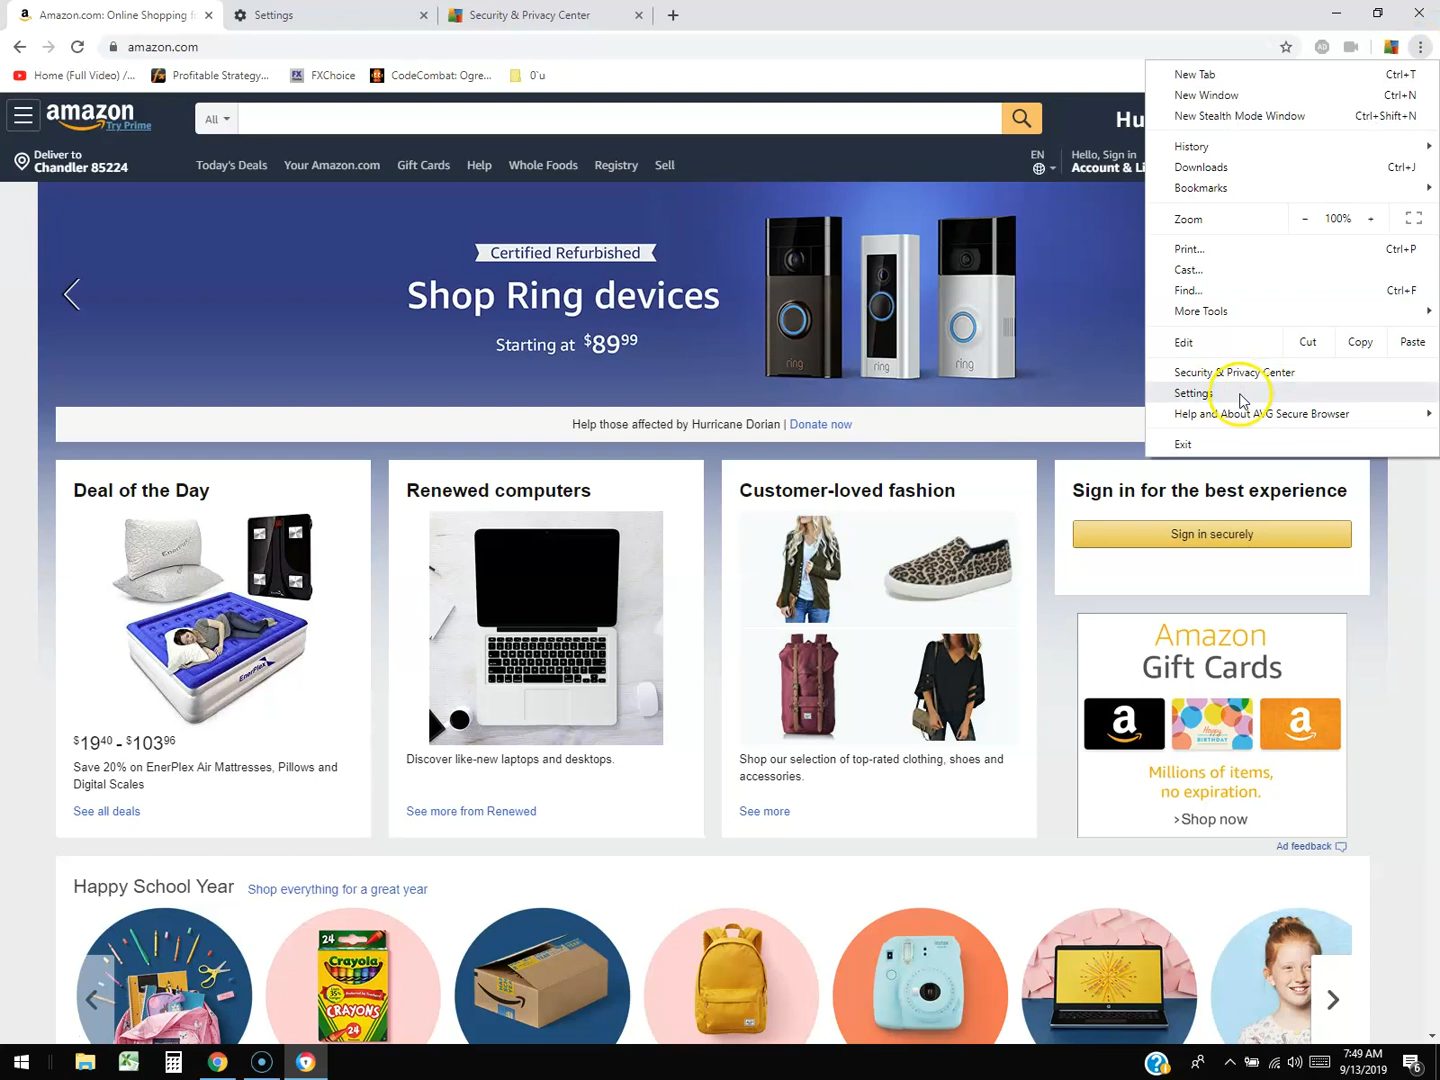 Amazon.com: Online Shopping f
Settings
Security & Privacy Center
amazon.com
Home (Full Video) /...
Profitable Strategy...
FXChoice
CodeCombat: Ogre...
0`u
amazon
Try Prime
All
Hu
Deliver to
Chandler 85224
Today's Deals
Your Amazon.com
Gift Cards
Help
Whole Foods
Registry
Sell
EN
Hello, Sign in
Account & Li
New Tab Ctrl+T
New Window Ctrl+N
New Stealth Mode Window Ctrl+Shift+N
History
Downloads Ctrl+J
Bookmarks
Zoom - 100% +
Print... Ctrl+P
Cast...
Find... Ctrl+F
More Tools
Edit Cut Copy Paste
Security & Privacy Center
Settings
Help and About AVG Secure Browser
Exit
Certified Refurbished
Shop Ring devices
Starting at $89⁹⁹
ring
ring
ring
Help those affected by Hurricane Dorian | Donate now
Deal of the Day
EnerPlex
$19⁴⁰ - $103⁹⁶
Save 20% on EnerPlex Air Mattresses, Pillows and
Digital Scales
See all deals
Renewed computers
Discover like-new laptops and desktops.
See more from Renewed
Customer-loved fashion
Shop our selection of top-rated clothing, shoes and
accessories.
See more
Sign in for the best experience
Sign in securely
Amazon
Gift Cards
Millions of items,
no expiration.
›Shop now
Ad feedback
Happy School Year
Shop everything for a great year
24
Crayola
CRAYONS
24
7:49 AM
9/13/2019
6